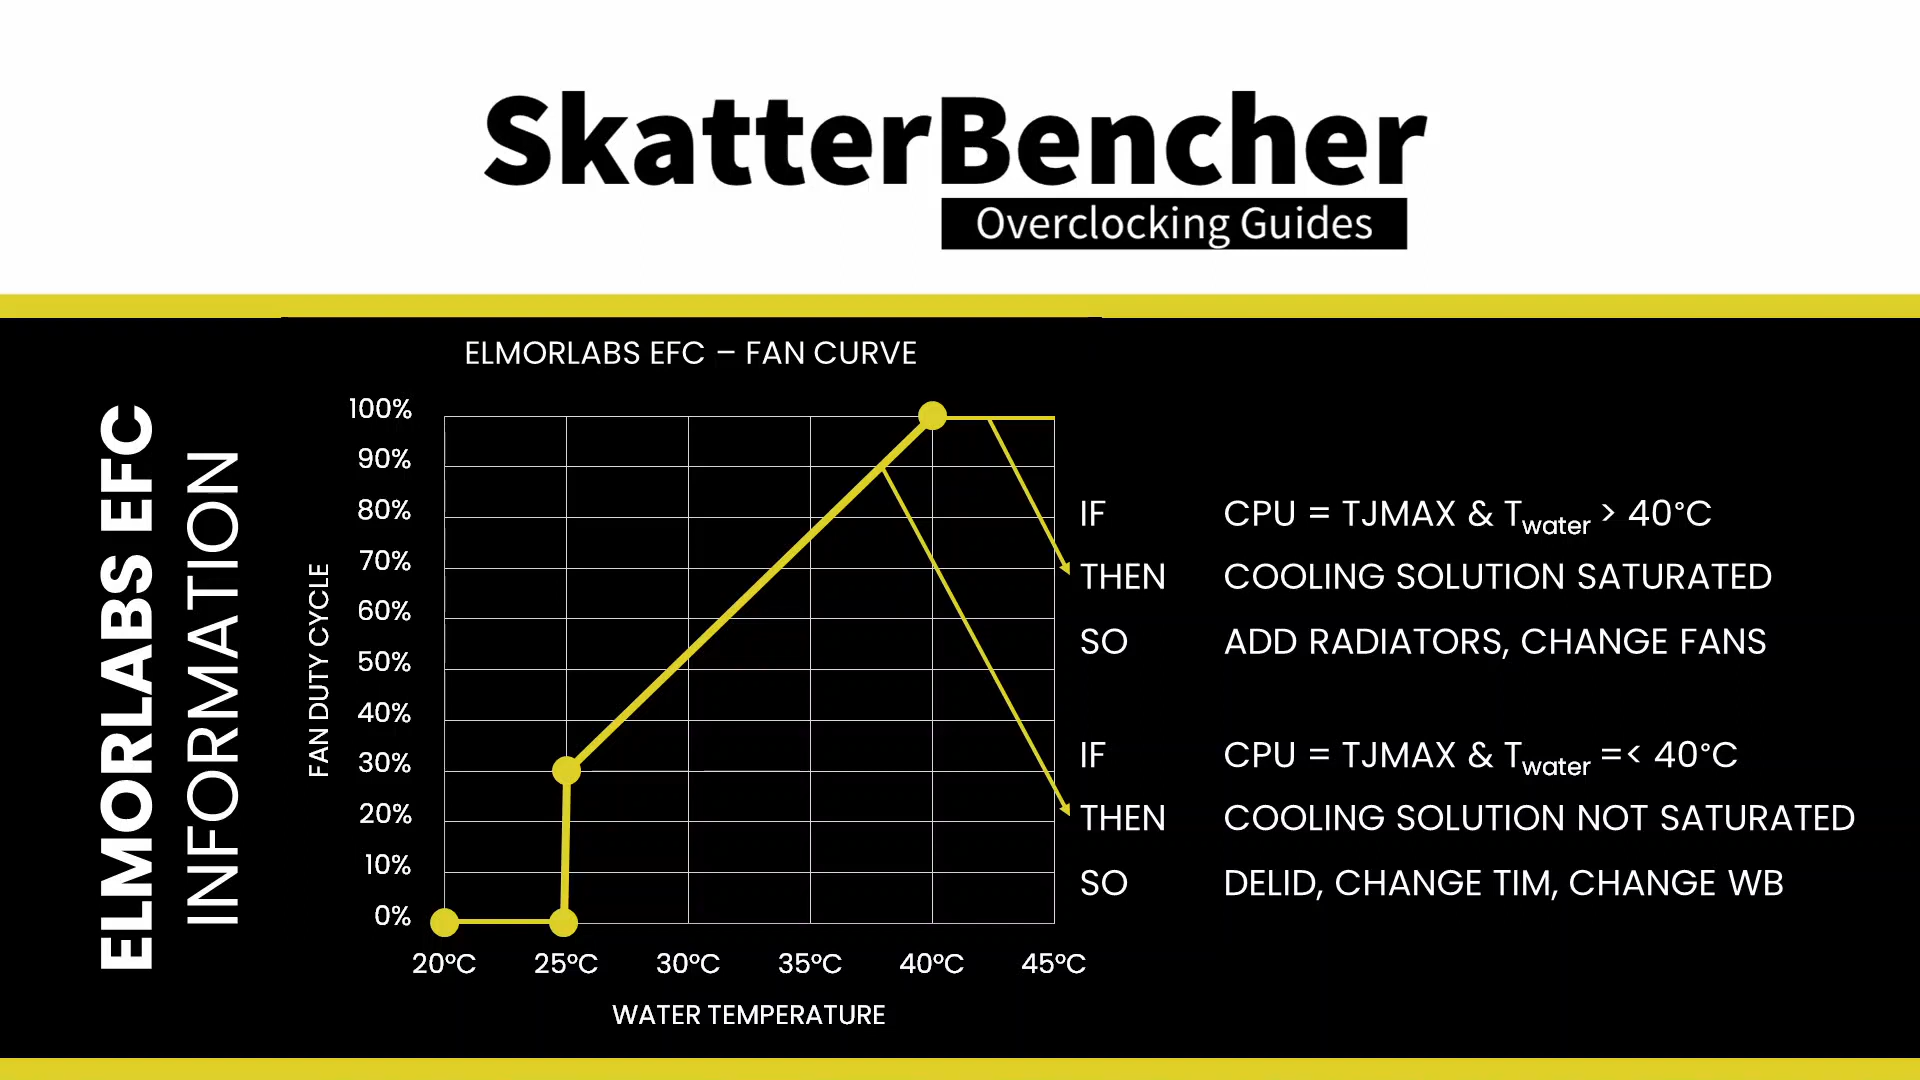 SkatterBencher
Overclocking Guides
ELMORLABS EFC
INFORMATION
ELMORLABS EFC – FAN CURVE
FAN DUTY CYCLE
100%
90%
80%
70%
60%
50%
40%
30%
20%
10%
0%
20°C 25°C 30°C 35°C 40°C 45°C
WATER TEMPERATURE
IF CPU = TJMAX & Twater > 40°C
THEN COOLING SOLUTION SATURATED
SO ADD RADIATORS, CHANGE FANS
IF CPU = TJMAX & Twater =< 40°C
THEN COOLING SOLUTION NOT SATURATED
SO DELID, CHANGE TIM, CHANGE WB